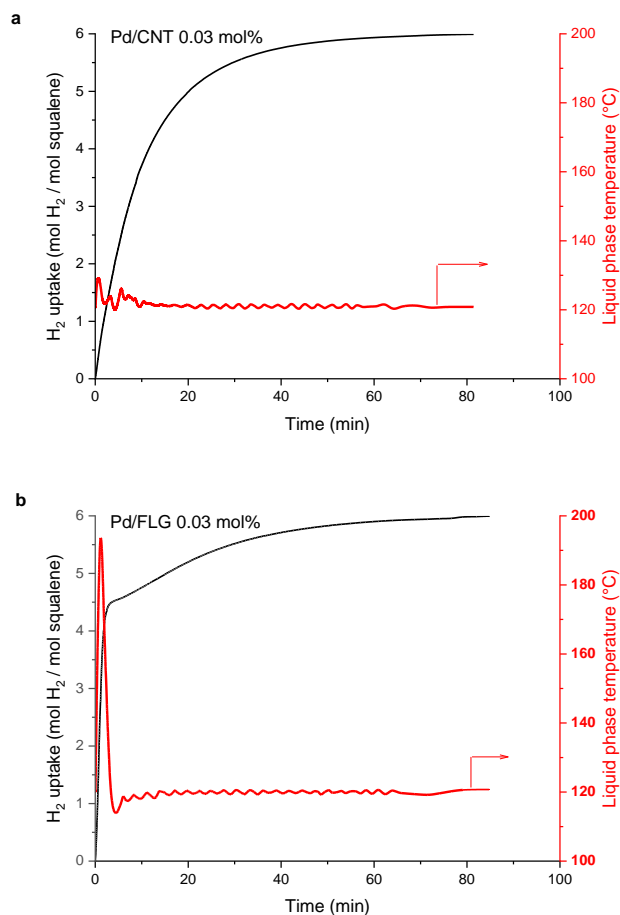 a
Pd/CNT 0.03 mol%
6
5
4
3
2
1
0
H₂ uptake (mol H₂ / mol squalene)
200
180
160
140
120
100
Liquid phase temperature (°C)
0 20 40 60 80 100
Time (min)
b
Pd/FLG 0.03 mol%
6
5
4
3
2
1
0
H₂ uptake (mol H₂ / mol squalene)
200
180
160
140
120
100
Liquid phase temperature (°C)
0 20 40 60 80 100
Time (min)